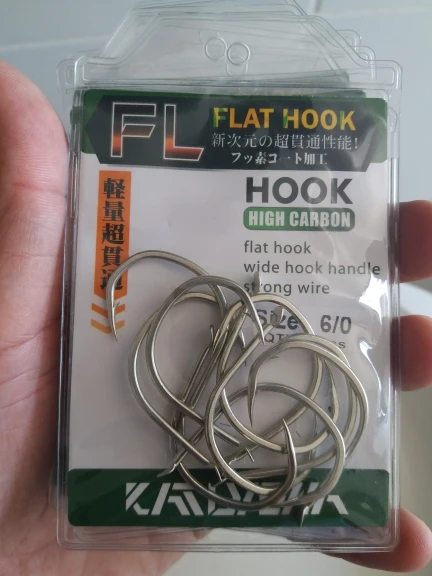 FL
FLAT HOOK
新次元の超貫通性能!
フッ素コート加工
軽量超貫通
HOOK
HIGH CARBON
flat hook
wide hook handle
strong wire
Size 6/0